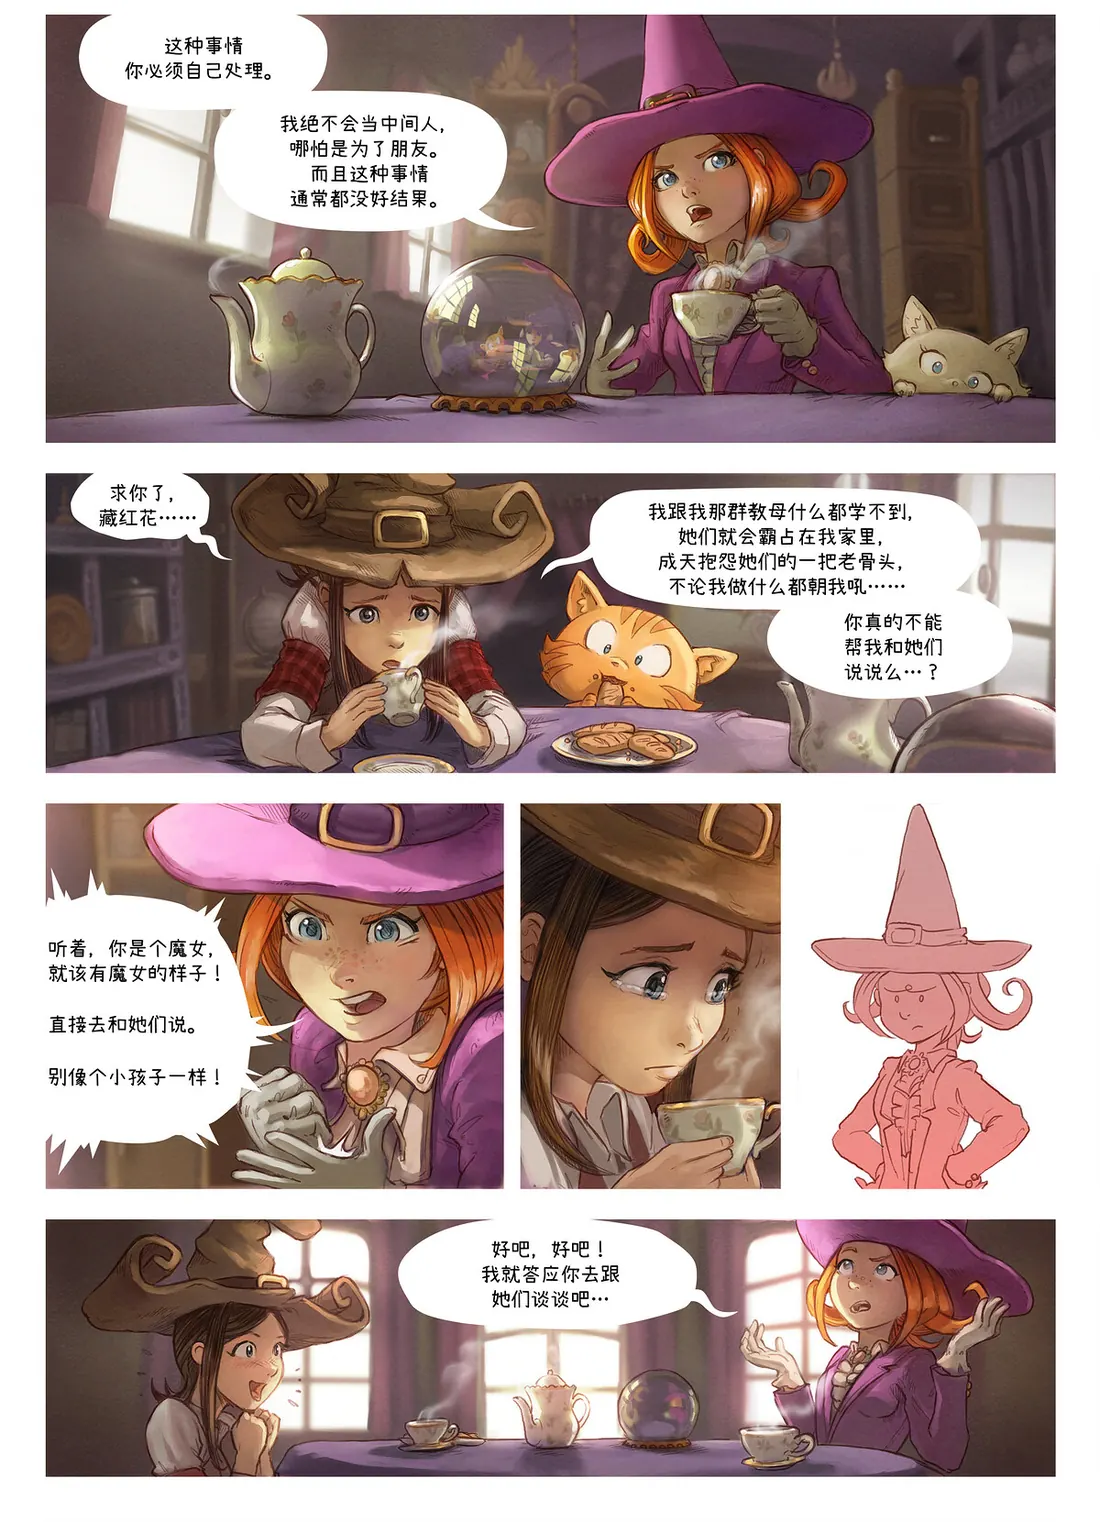 这种事情
你必须自己处理。
我绝不会当中间人，
哪怕是为了朋友。
而且这种事情
通常都没好结果。
求你了，
藏红花……
我跟我那群教母什么都学不到，
她们就会霸占在我家里，
成天抱怨她们的一把老骨头，
不论我做什么都朝我吼……
你真的不能
帮我和她们
说说么…？
听着，你是个魔女，
就该有魔女的样子！
直接去和她们说。
别像个小孩子一样！
好吧，好吧！
我就答应你去跟
她们谈谈吧…